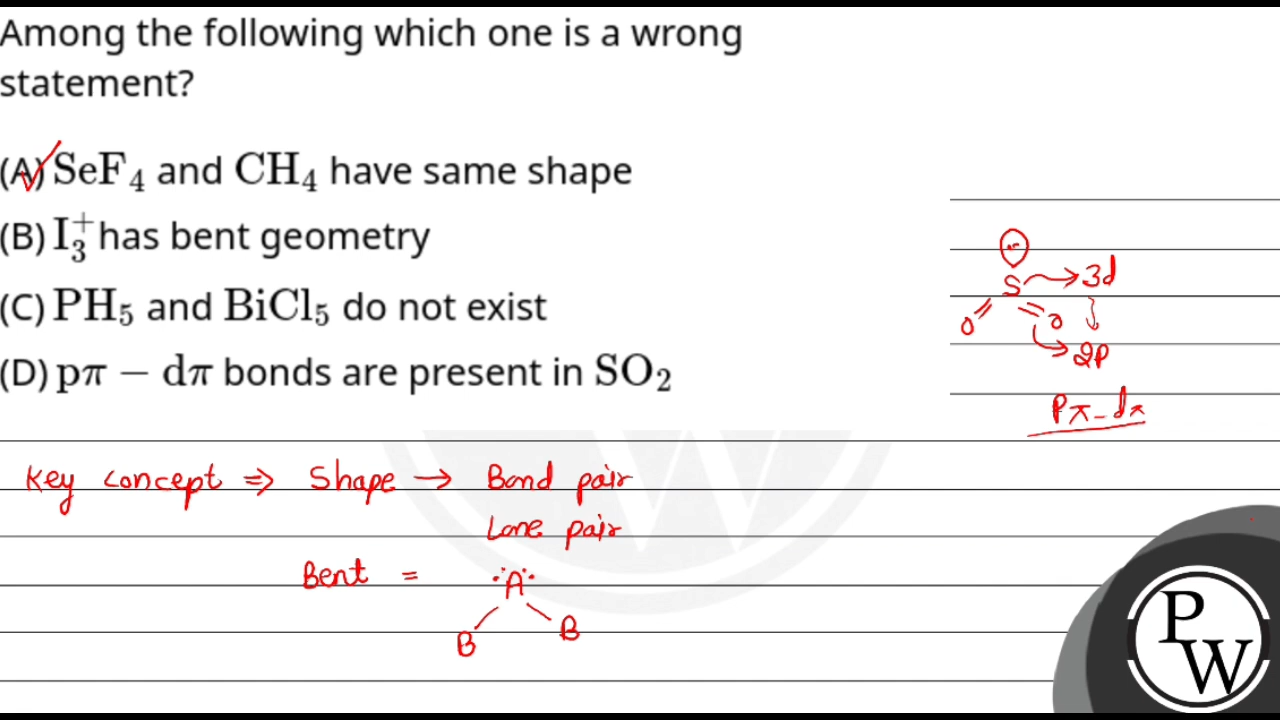 Among the following which one is a wrong
statement?
(A) SeF₄ and CH₄ have same shape
(B) I₃⁺ has bent geometry
(C) PH₅ and BiCl₅ do not exist
(D) pπ − dπ bonds are present in SO₂
S → 3d
O = = O
→ 2p
Pπ - dπ
Key concept ⇒ Shape → Bond pair
Lone pair
Bent = :A:
B B
P
W